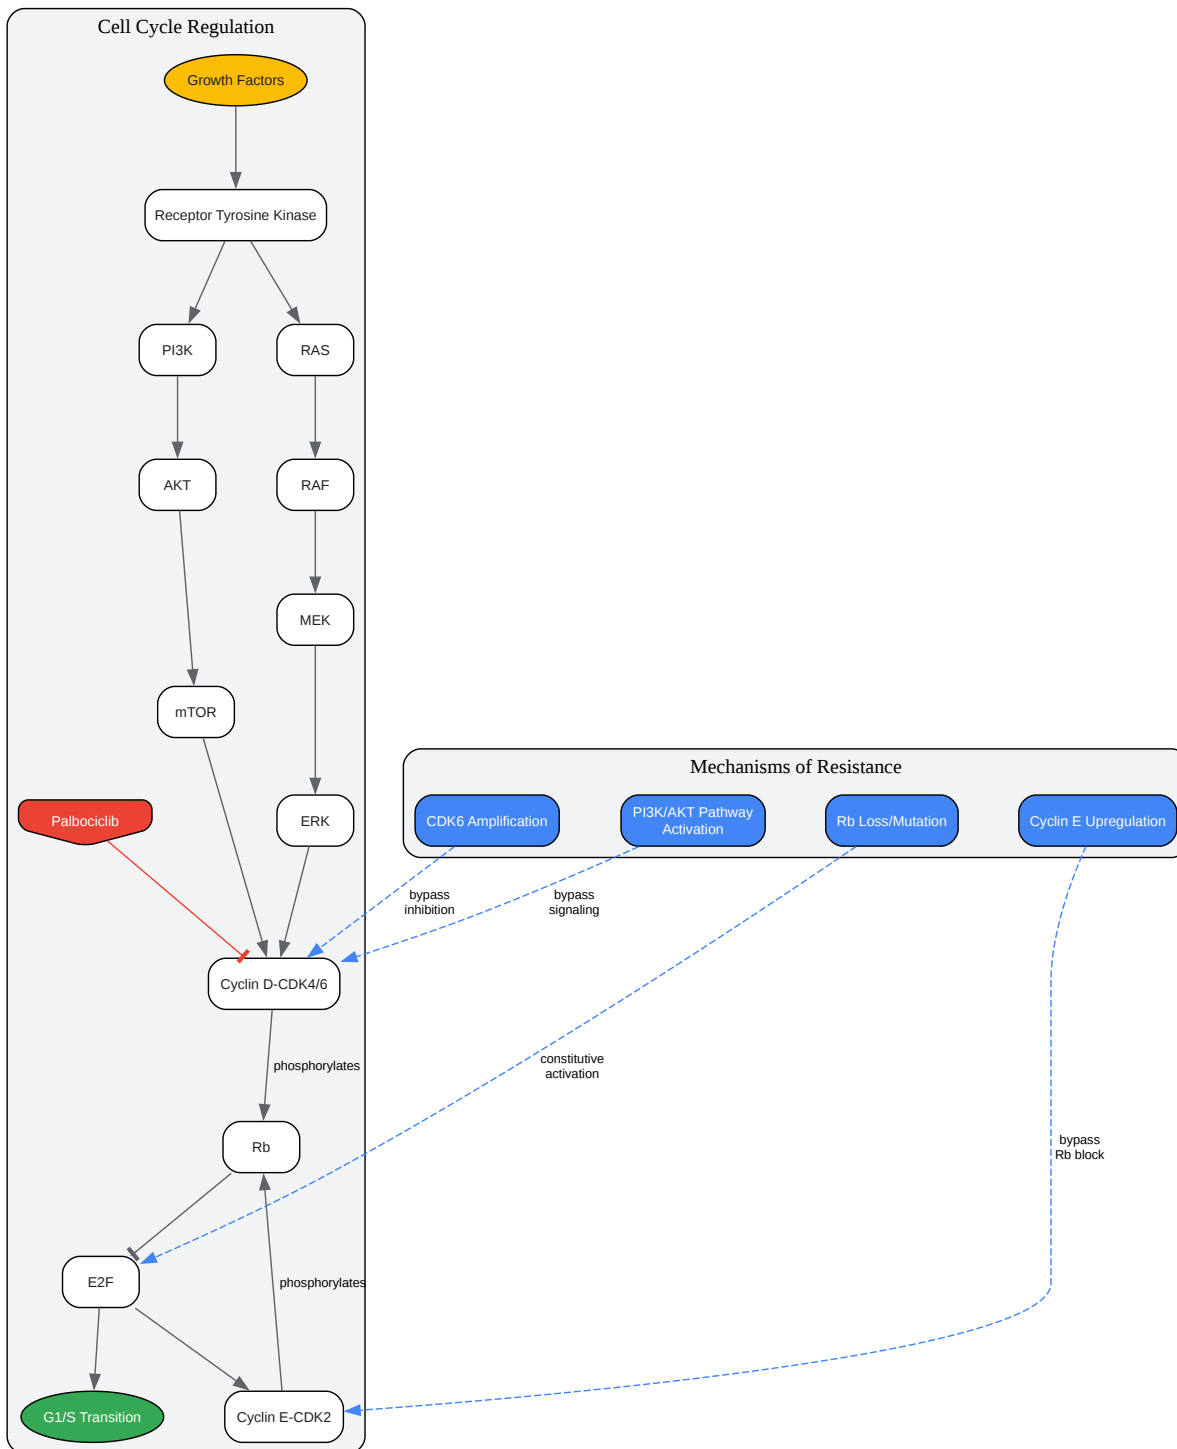 Cell Cycle Regulation
Growth Factors
Receptor Tyrosine Kinase
PI3K
RAS
AKT
RAF
MEK
mTOR
Mechanisms of Resistance
Palbociclib
ERK
CDK6 Amplification
PI3K/AKT Pathway
Activation
Rb Loss/Mutation
Cyclin E Upregulation
bypass
inhibition
bypass
signaling
Cyclin D-CDK4/6
phosphorylates
constitutive
activation
Rb
bypass
Rb block
E2F
phosphorylates
G1/S Transition
Cyclin E-CDK2